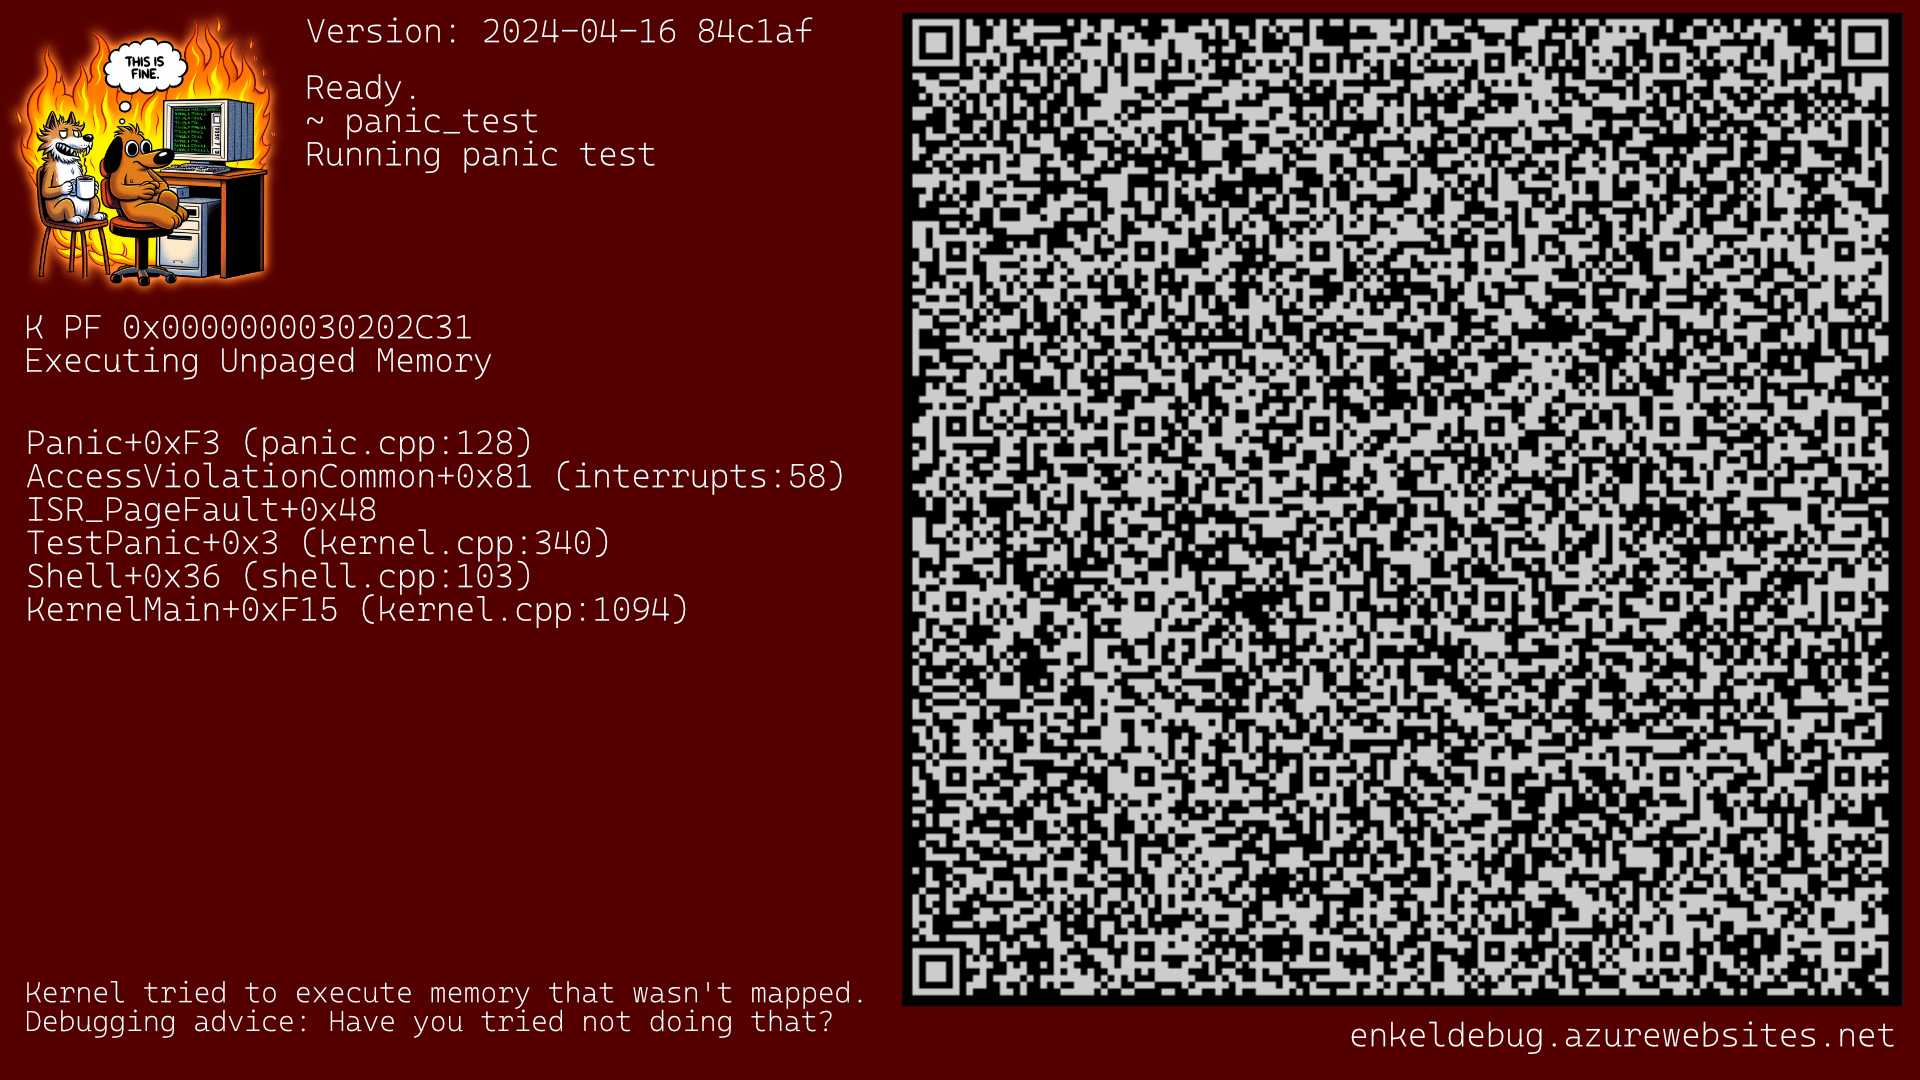 THIS IS
FINE.
Version: 2024-04-16 84c1af
Ready.
~ panic_test
Running panic test
K PF 0x0000000030202C31
Executing Unpaged Memory
Panic+0xF3 (panic.cpp:128)
AccessViolationCommon+0x81 (interrupts:58)
ISR_PageFault+0x48
TestPanic+0x3 (kernel.cpp:340)
Shell+0x36 (shell.cpp:103)
KernelMain+0xF15 (kernel.cpp:1094)
Kernel tried to execute memory that wasn't mapped.
Debugging advice: Have you tried not doing that?
enkeldebug.azurewebsites.net